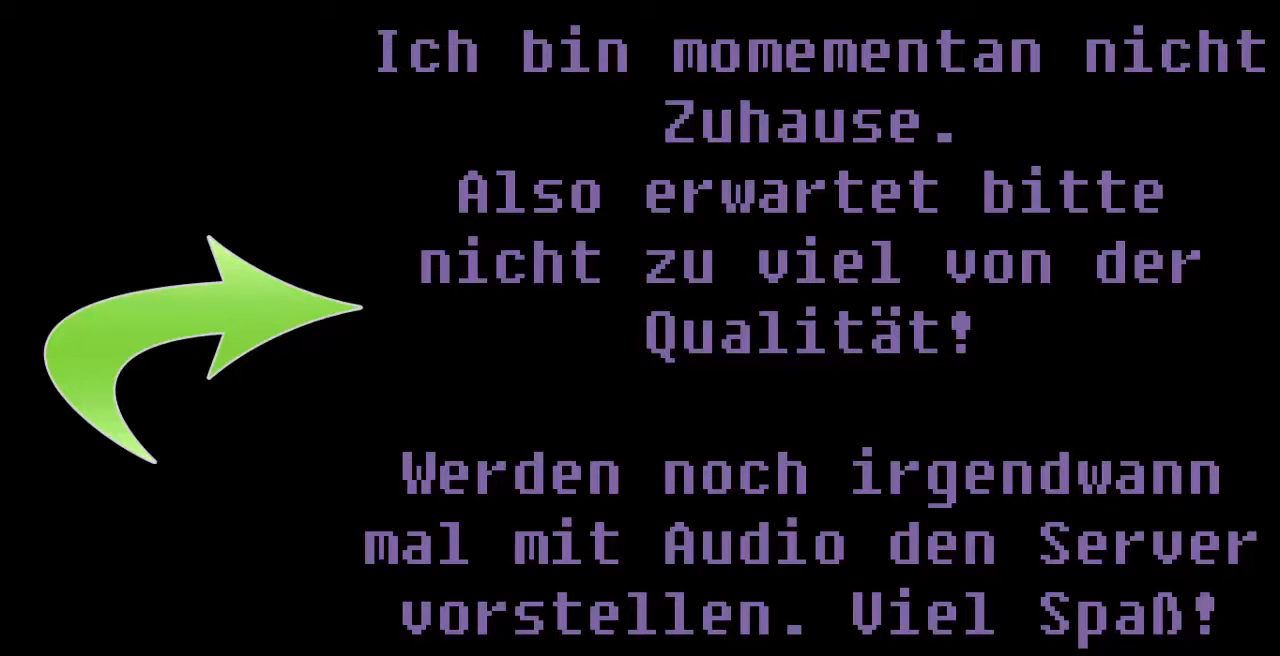 Ich bin momementan nicht
Zuhause.
Also erwartet bitte
nicht zu viel von der
Qualität!
Werden noch irgendwann
mal mit Audio den Server
vorstellen. Viel Spaß!